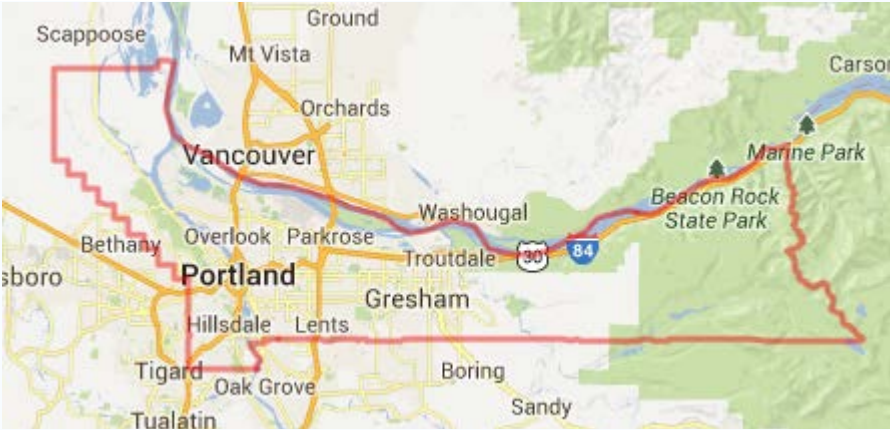 Ground
Scappoose
Mt Vista
Carson
Orchards
Vancouver
Marine Park
Beacon Rock
State Park
Washougal
Bethany
Overlook
Parkrose
Troutdale
30
84
sboro
Portland
Gresham
Hillsdale
Lents
Tigard
Oak Grove
Boring
Sandy
Tualatin